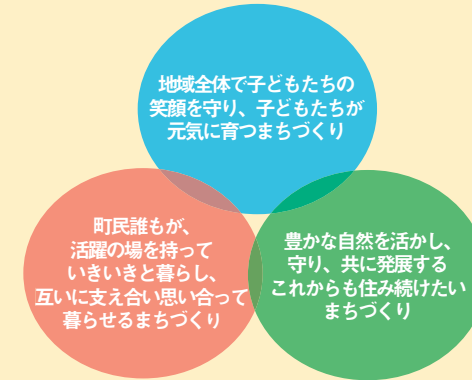 地域全体で子どもたちの
笑顔を守り、子どもたちが
元気に育つまちづくり
町民誰もが、
活躍の場を持って
いきいきと暮らし、
互いに支え合い思い合って
暮らせるまちづくり
豊かな自然を活かし、
守り、共に発展する
これからも住み続けたい
まちづくり